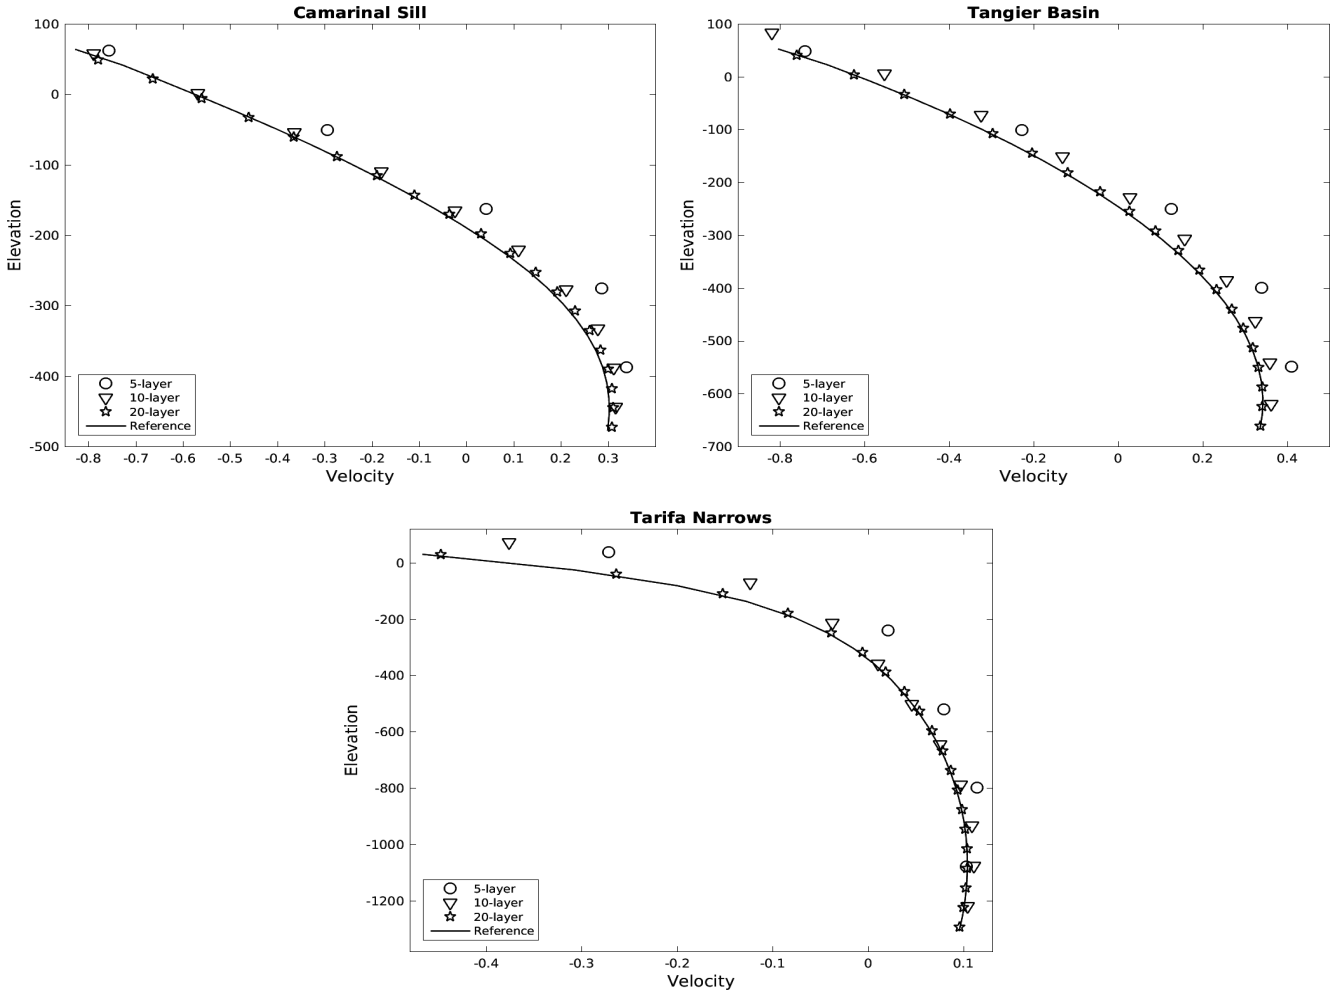 Camarinal Sill
100
0
-100
-200
-300
-400
-500
Elevation
-0.8 -0.7 -0.6 -0.5 -0.4 -0.3 -0.2 -0.1 0 0.1 0.2 0.3
Velocity
5-layer
10-layer
20-layer
Reference
Tangier Basin
100
0
-100
-200
-300
-400
-500
-600
-700
Elevation
-0.8 -0.6 -0.4 -0.2 0 0.2 0.4
Velocity
5-layer
10-layer
20-layer
Reference
Tarifa Narrows
0
-200
-400
-600
-800
-1000
-1200
Elevation
-0.4 -0.3 -0.2 -0.1 0 0.1
Velocity
5-layer
10-layer
20-layer
Reference